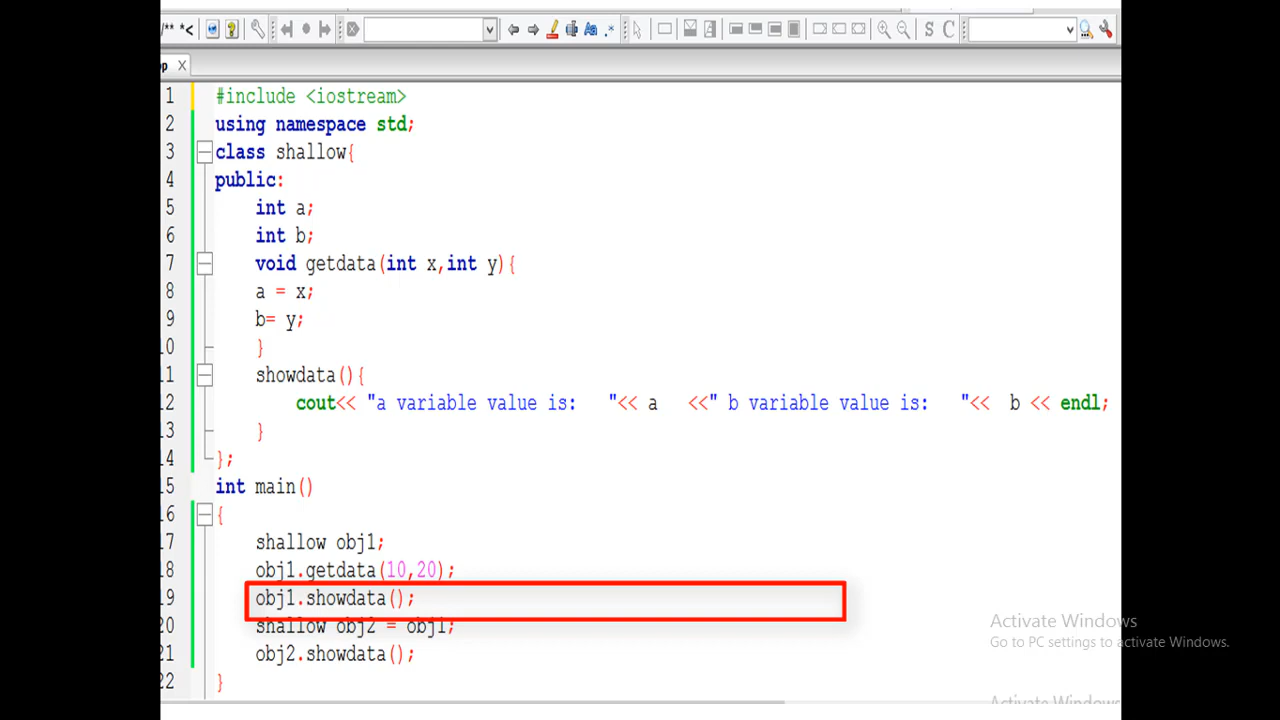 /** *<
S C
p X
1 #include <iostream>
2 using namespace std;
3 class shallow{
4 public:
5 int a;
6 int b;
7 void getdata(int x,int y){
8 a = x;
9 b= y;
10 }
11 showdata(){
12 cout<< "a variable value is:   "<< a   <<" b variable value is:   "<<  b << endl;
13 }
14 };
15 int main()
16 {
17 shallow obj1;
18 obj1.getdata(10,20);
19 obj1.showdata();
20 shallow obj2 = obj1;
21 obj2.showdata();
22 }
Activate Windows
Go to PC settings to activate Windows.
Activate Windows